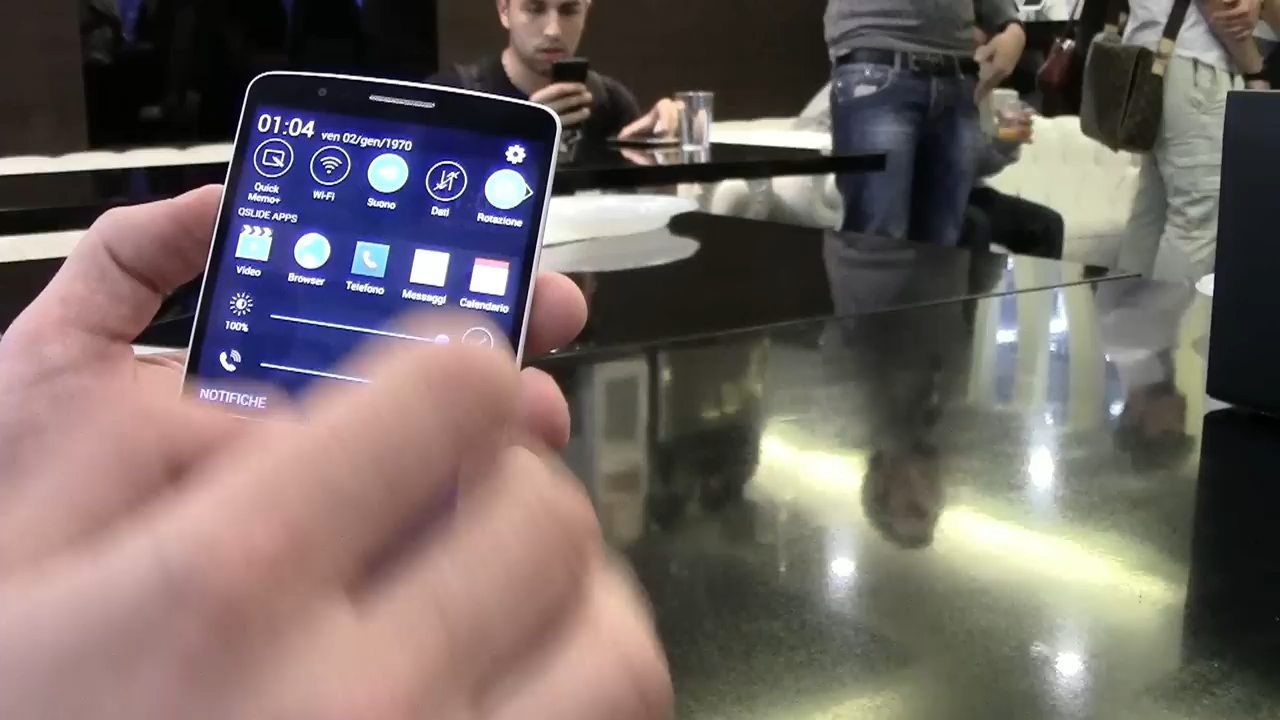 01:04 ven 02/gen/1970
Quick Memo+
Wi-Fi
Suono
Dati
Rotazione
QSLIDE APPS
Video
Browser
Telefono
Messaggi
Calendario
100%
NOTIFICHE